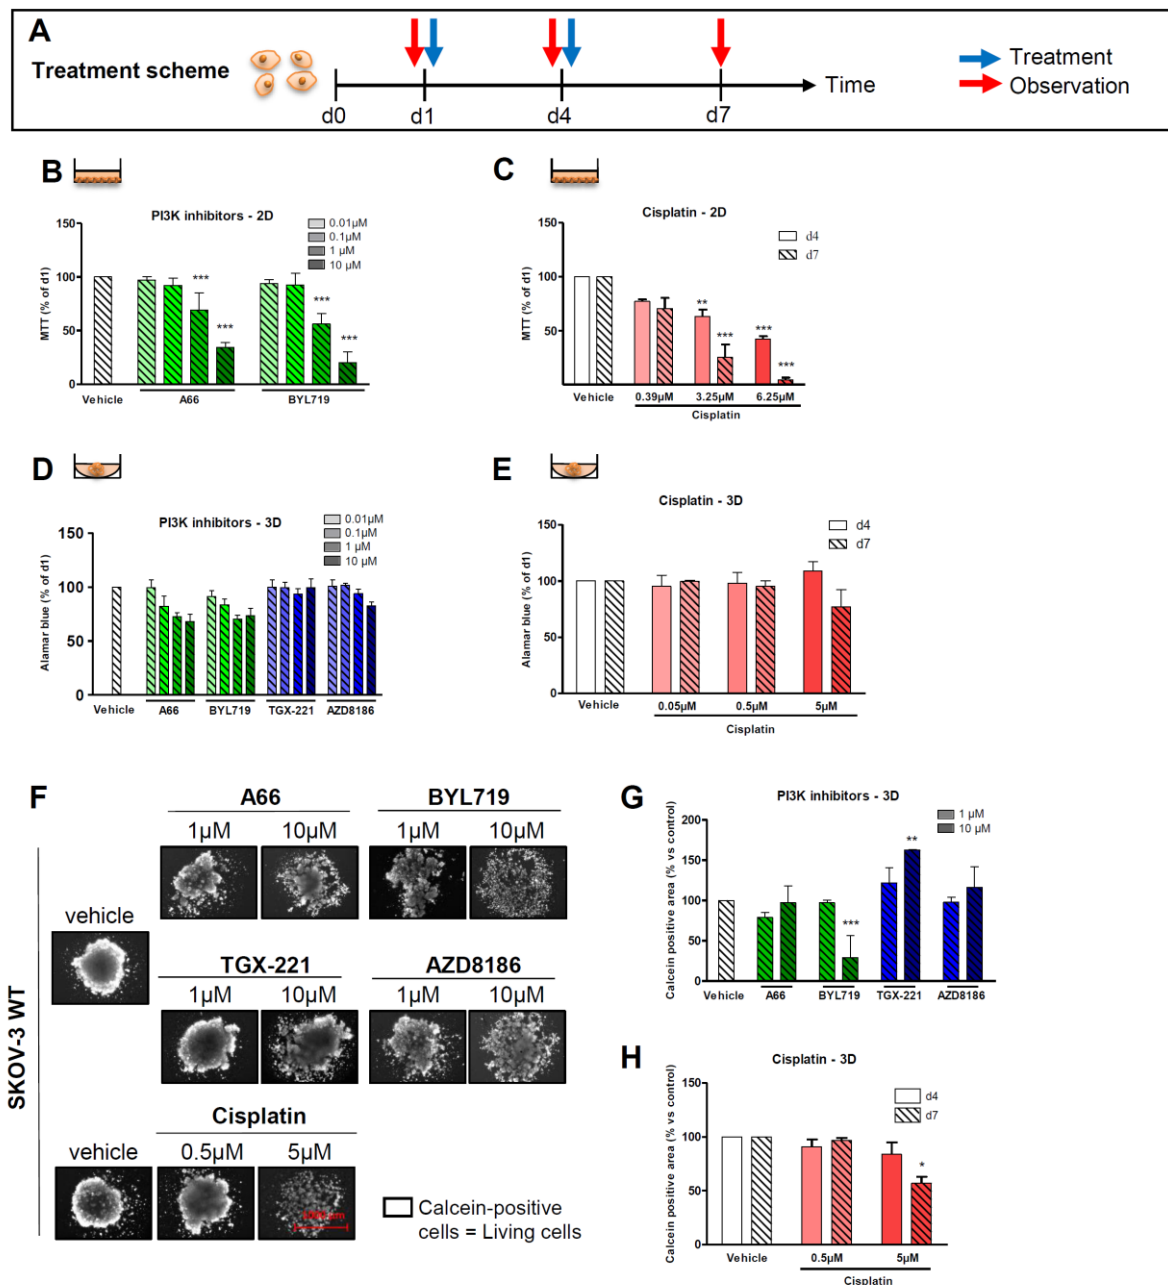 A
Treatment scheme
d0
d1
d4
d7
Time
Treatment
Observation
B
PI3K inhibitors - 2D
0.01µM
0.1µM
1 µM
10 µM
MTT (% of d1)
150
100
50
0
***
***
***
***
Vehicle
A66
BYL719
C
Cisplatin - 2D
d4
d7
MTT (% of d1)
150
100
50
0
**
***
***
***
Vehicle
0.39µM
3.25µM
6.25µM
Cisplatin
D
PI3K inhibitors - 3D
0.01µM
0.1µM
1 µM
10 µM
Alamar blue (% of d1)
150
100
50
0
Vehicle
A66
BYL719
TGX-221
AZD8186
E
Cisplatin - 3D
d4
d7
Alamar blue (% of d1)
150
100
50
0
Vehicle
0.05µM
0.5µM
5µM
Cisplatin
F
SKOV-3 WT
A66
BYL719
1µM
10µM
1µM
10µM
vehicle
TGX-221
AZD8186
1µM
10µM
1µM
10µM
Cisplatin
vehicle
0.5µM
5µM
Calcein-positive
cells = Living cells
G
PI3K inhibitors - 3D
1 µM
10 µM
Calcein positive area (% vs control)
200
150
100
50
0
***
**
Vehicle
A66
BYL719
TGX-221
AZD8186
H
Cisplatin - 3D
d4
d7
Calcein positive area (% vs control)
150
100
50
0
*
Vehicle
0.5µM
5µM
Cisplatin